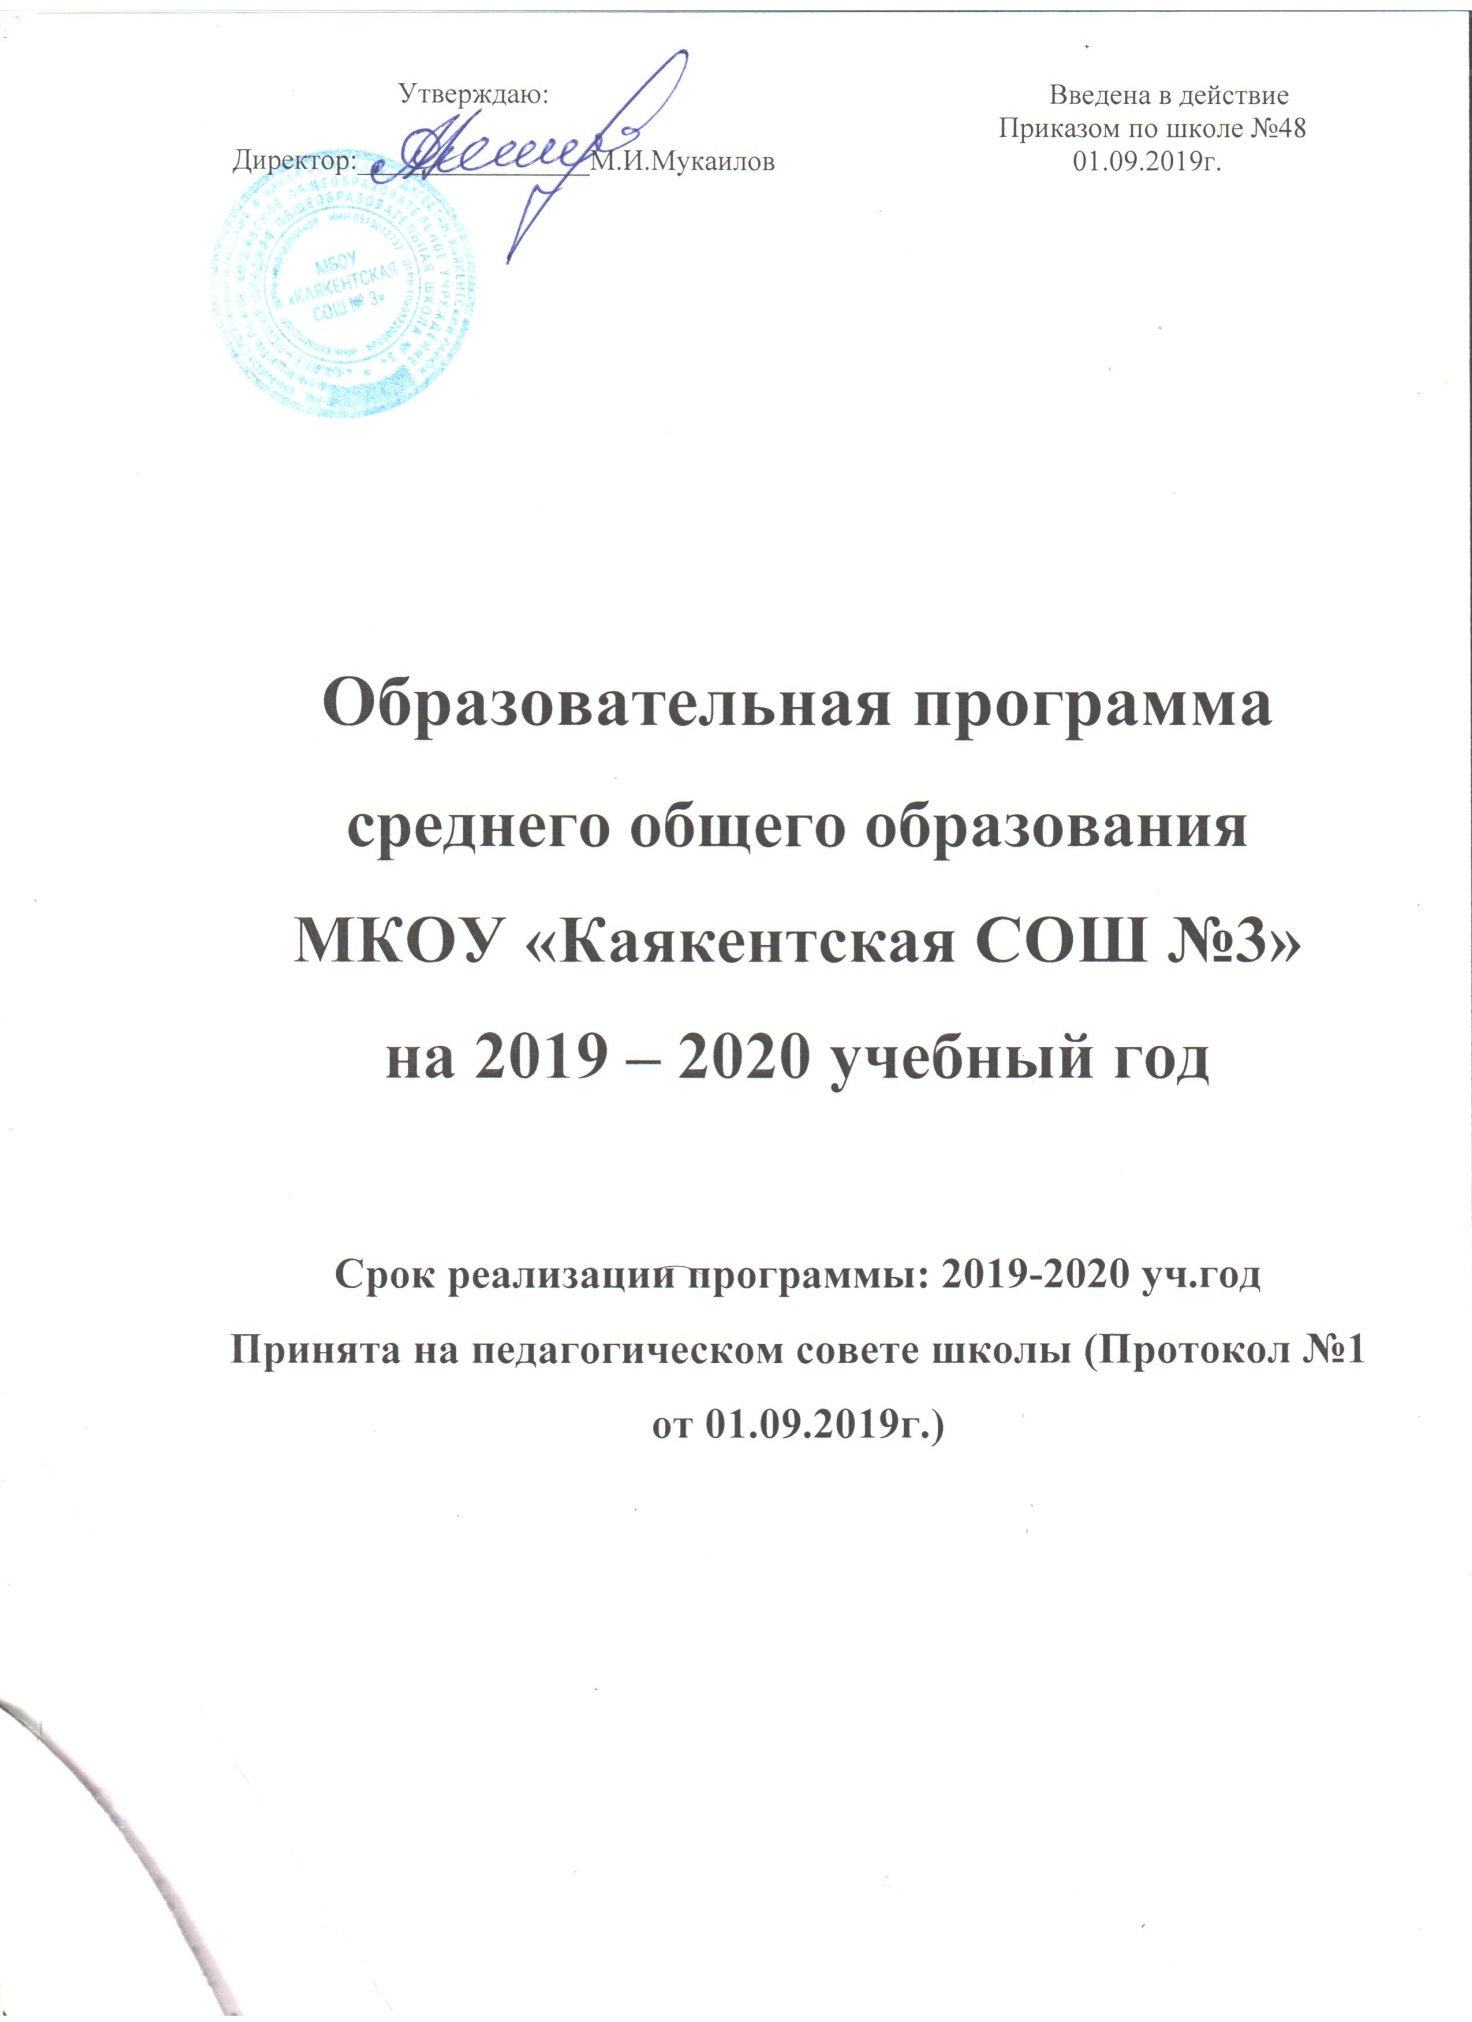 Утверждаю:
Директор:________________М.И.Мукаилов
Введена в действие
Приказом по школе №48
01.09.2019г.
МБОУ
«КАЯКЕНТСКАЯ
СОШ № 3»
Образовательная программа
среднего общего образования
МКОУ «Каякентская СОШ №3»
на 2019 – 2020 учебный год
Срок реализации программы: 2019-2020 уч.год
Принята на педагогическом совете школы (Протокол №1
от 01.09.2019г.)